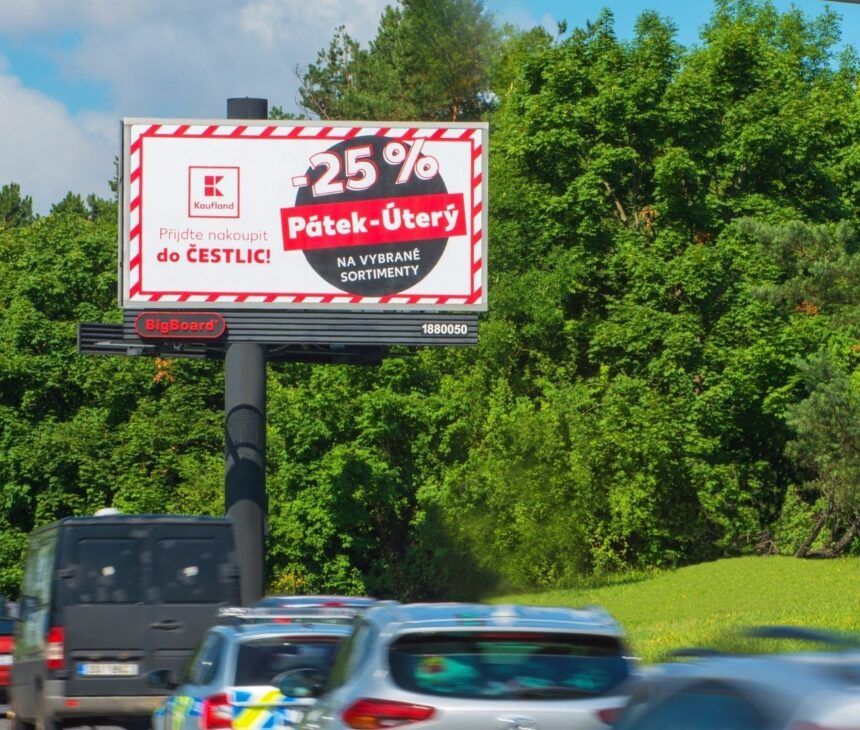 -25 %
Kaufland
Přijďte nakoupit
do ČESTLIC!
Pátek-Úterý
NA VYBRANÉ
SORTIMENTY
BigBoard
1880050